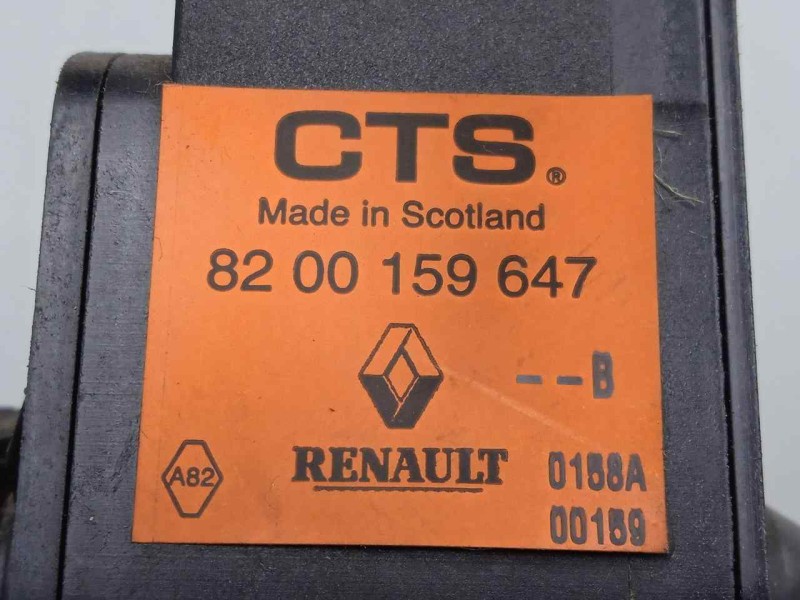 CTS®
Made in Scotland
82 00 159 647
--B
A82
RENAULT
0158A
00159